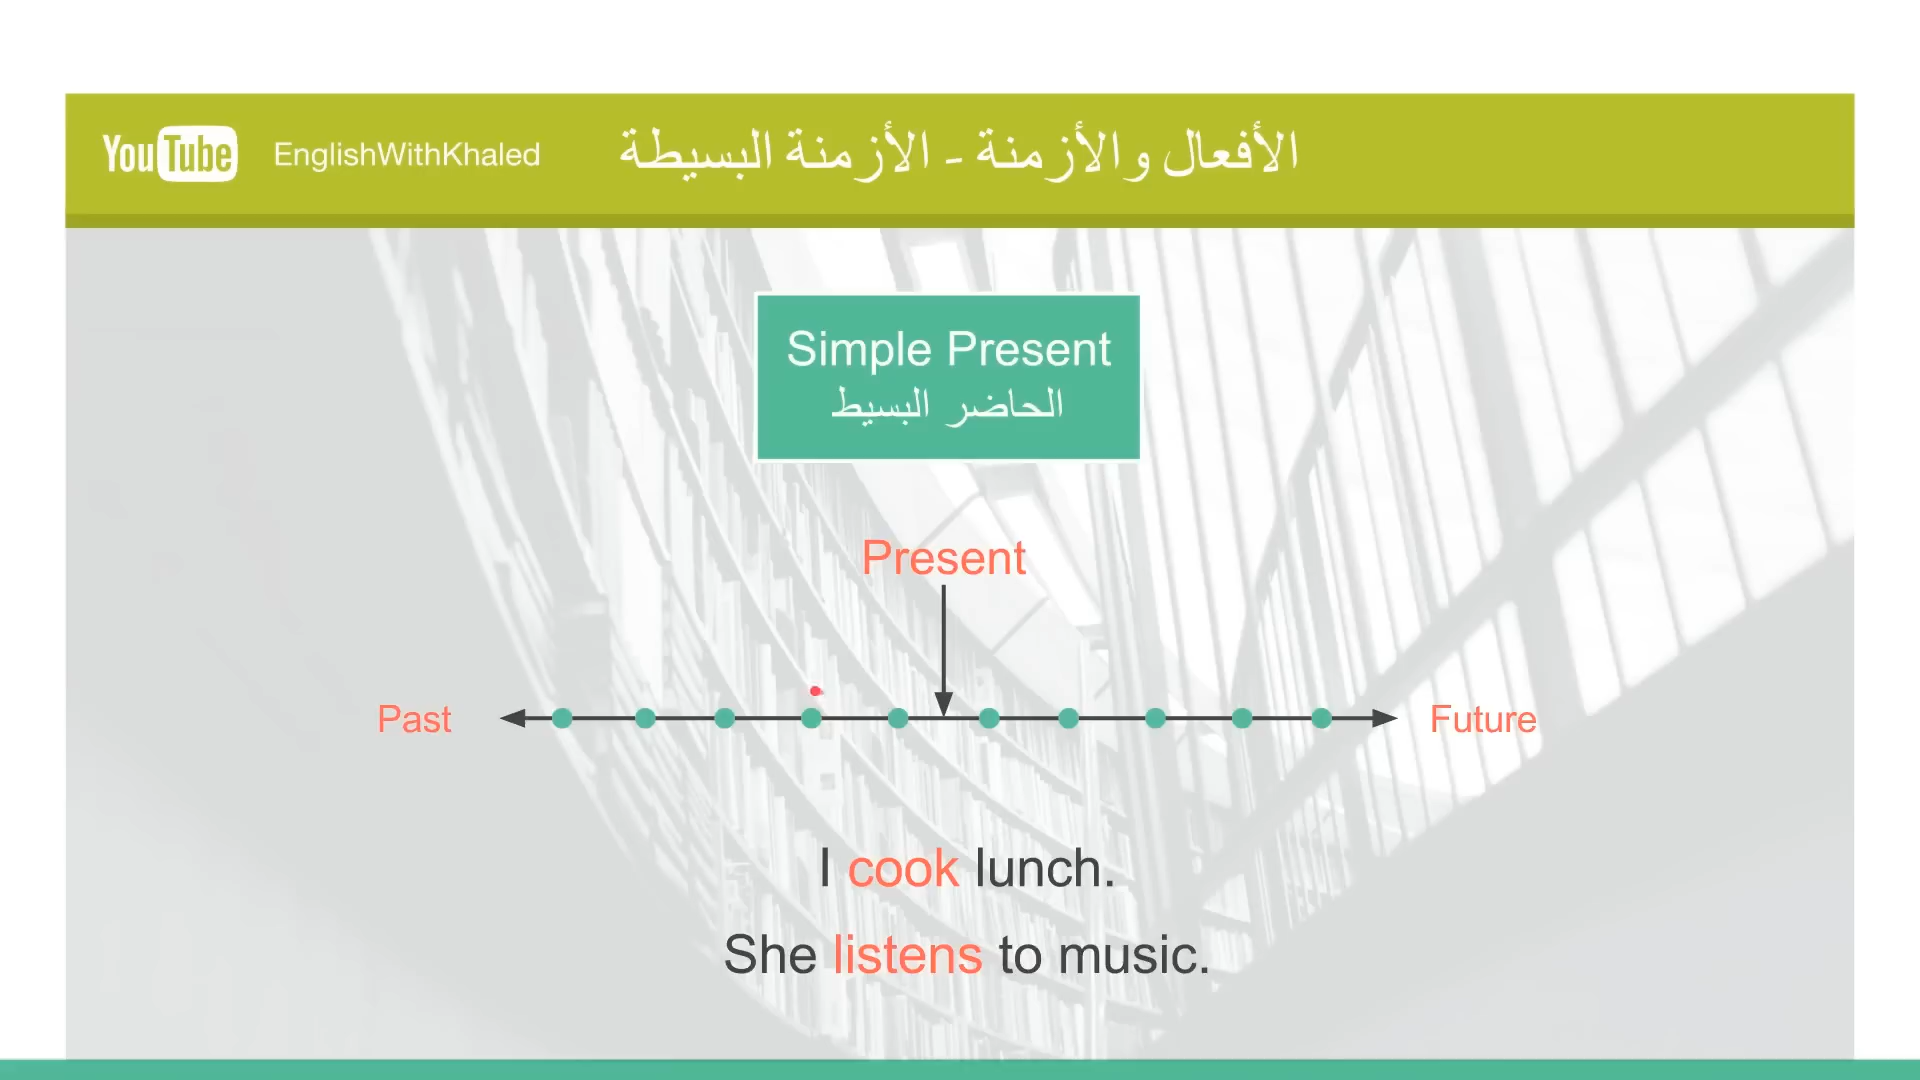 YouTube EnglishWithKhaled الأفعال والأزمنة - الأزمنة البسيطة
Simple Present
الحاضر البسيط
Present
Past Future
I cook lunch.
She listens to music.